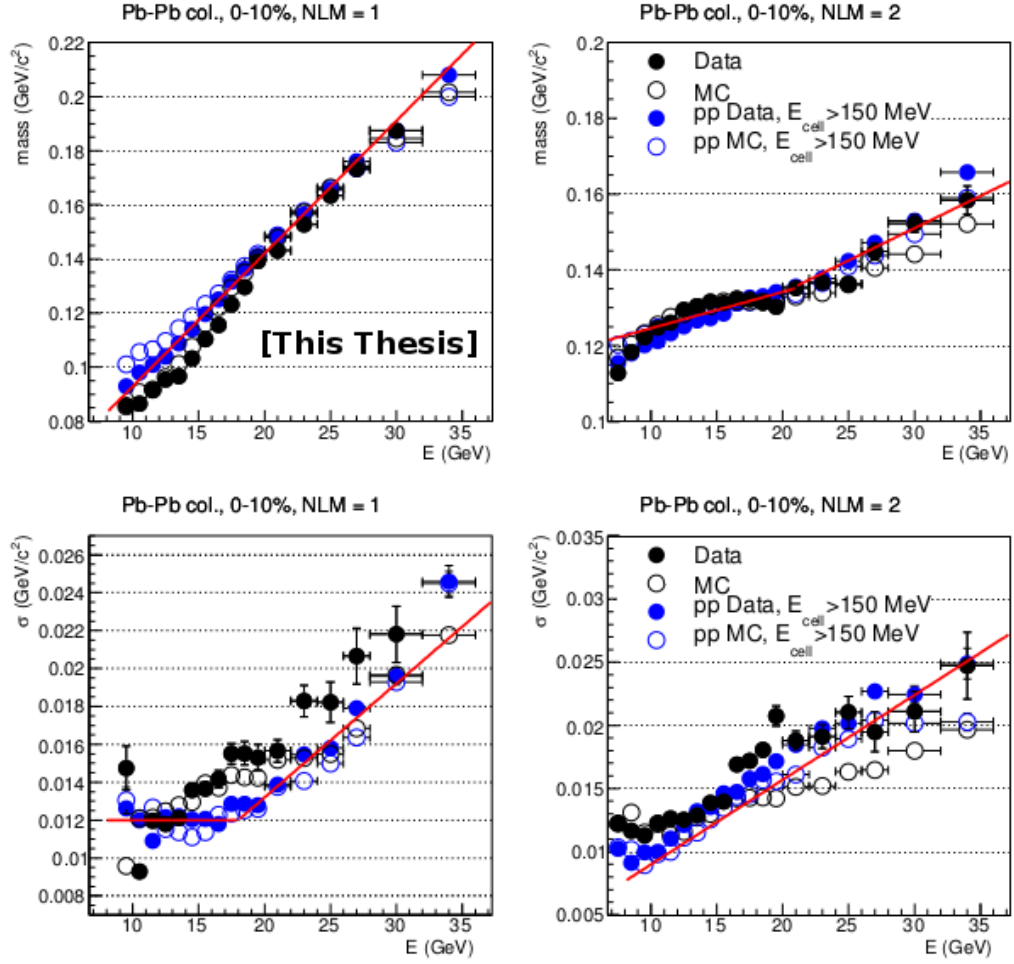 Pb-Pb col., 0-10%, NLM = 1
mass (GeV/c²)
0.22
0.2
0.18
0.16
0.14
0.12
0.1
0.08
[This Thesis]
10 15 20 25 30 35
E (GeV)
Pb-Pb col., 0-10%, NLM = 2
mass (GeV/c²)
0.2
0.18
0.16
0.14
0.12
0.1
Data
MC
pp Data, E_cell>150 MeV
pp MC, E_cell>150 MeV
10 15 20 25 30 35
E (GeV)
Pb-Pb col., 0-10%, NLM = 1
σ (GeV/c²)
0.026
0.024
0.022
0.02
0.018
0.016
0.014
0.012
0.01
0.008
10 15 20 25 30 35
E (GeV)
Pb-Pb col., 0-10%, NLM = 2
σ (GeV/c²)
0.035
0.03
0.025
0.02
0.015
0.01
0.005
Data
MC
pp Data, E_cell>150 MeV
pp MC, E_cell>150 MeV
10 15 20 25 30 35
E (GeV)